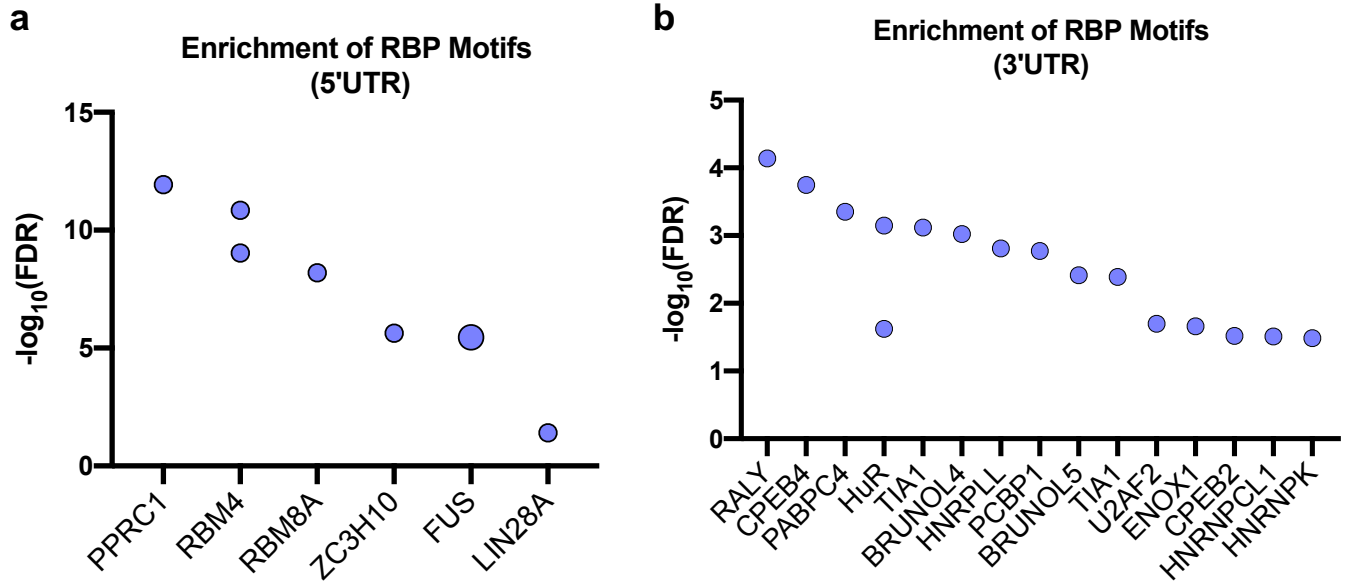 a
Enrichment of RBP Motifs
(5'UTR)
-log10(FDR)
15
10
5
0
PPRC1
RBM4
RBM8A
ZC3H10
FUS
LIN28A
b
Enrichment of RBP Motifs
(3'UTR)
-log10(FDR)
5
4
3
2
1
0
RALY
CPEB4
PABPC4
HuR
TIA1
BRUNOL4
HNRPLL
PCBP1
BRUNOL5
TIA1
U2AF2
ENOX1
CPEB2
HNRNPCL1
HNRNPK